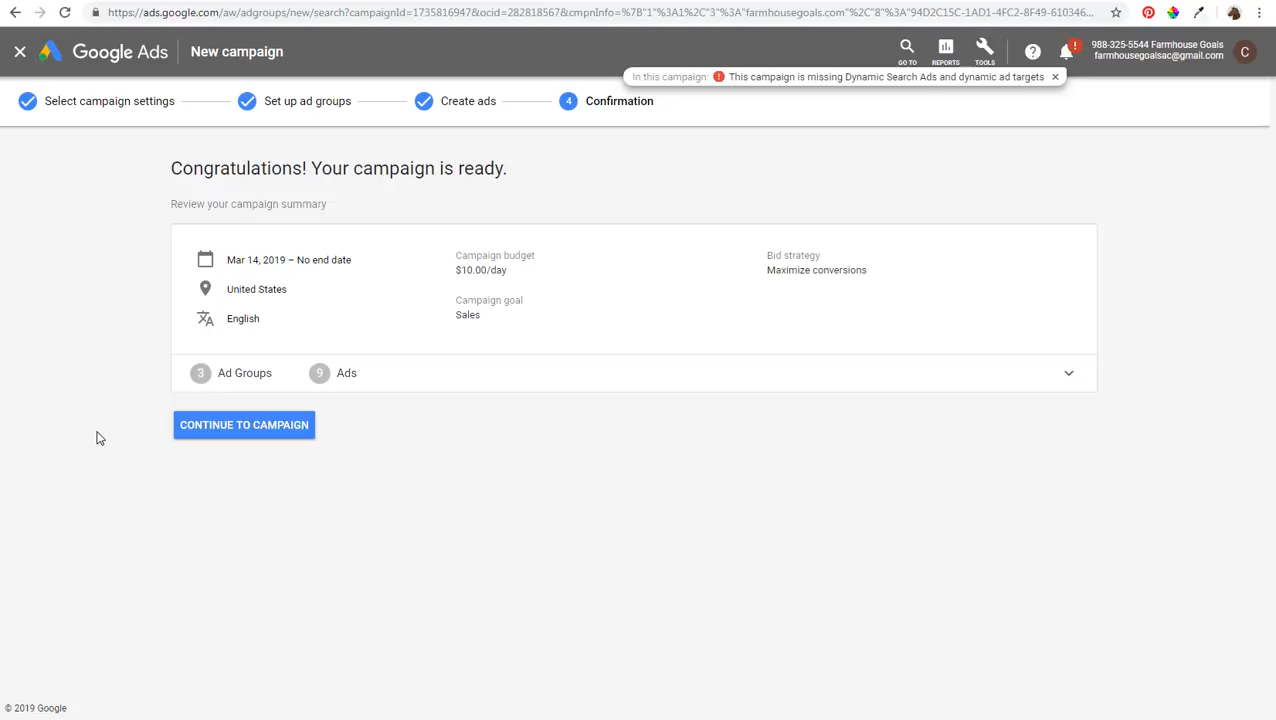 https://ads.google.com/aw/adgroups/new/search?campaignId=1735816947&ocid=282818567&cmpnInfo=%7B"1"%3A1%2C"3"%3A"farmhousegoals.com"%2C"8"%3A"94D2C15C-1AD1-4FC2-8F49-610346...
Google Ads
New campaign
GO TO
REPORTS
TOOLS
?
!
988-325-5544 Farmhouse Goals
farmhousegoalsac@gmail.com
C
In this campaign: ! This campaign is missing Dynamic Search Ads and dynamic ad targets
Select campaign settings
Set up ad groups
Create ads
4 Confirmation
Congratulations! Your campaign is ready.
Review your campaign summary
Mar 14, 2019 – No end date
United States
English
Campaign budget
$10.00/day
Campaign goal
Sales
Bid strategy
Maximize conversions
3 Ad Groups
9 Ads
CONTINUE TO CAMPAIGN
© 2019 Google